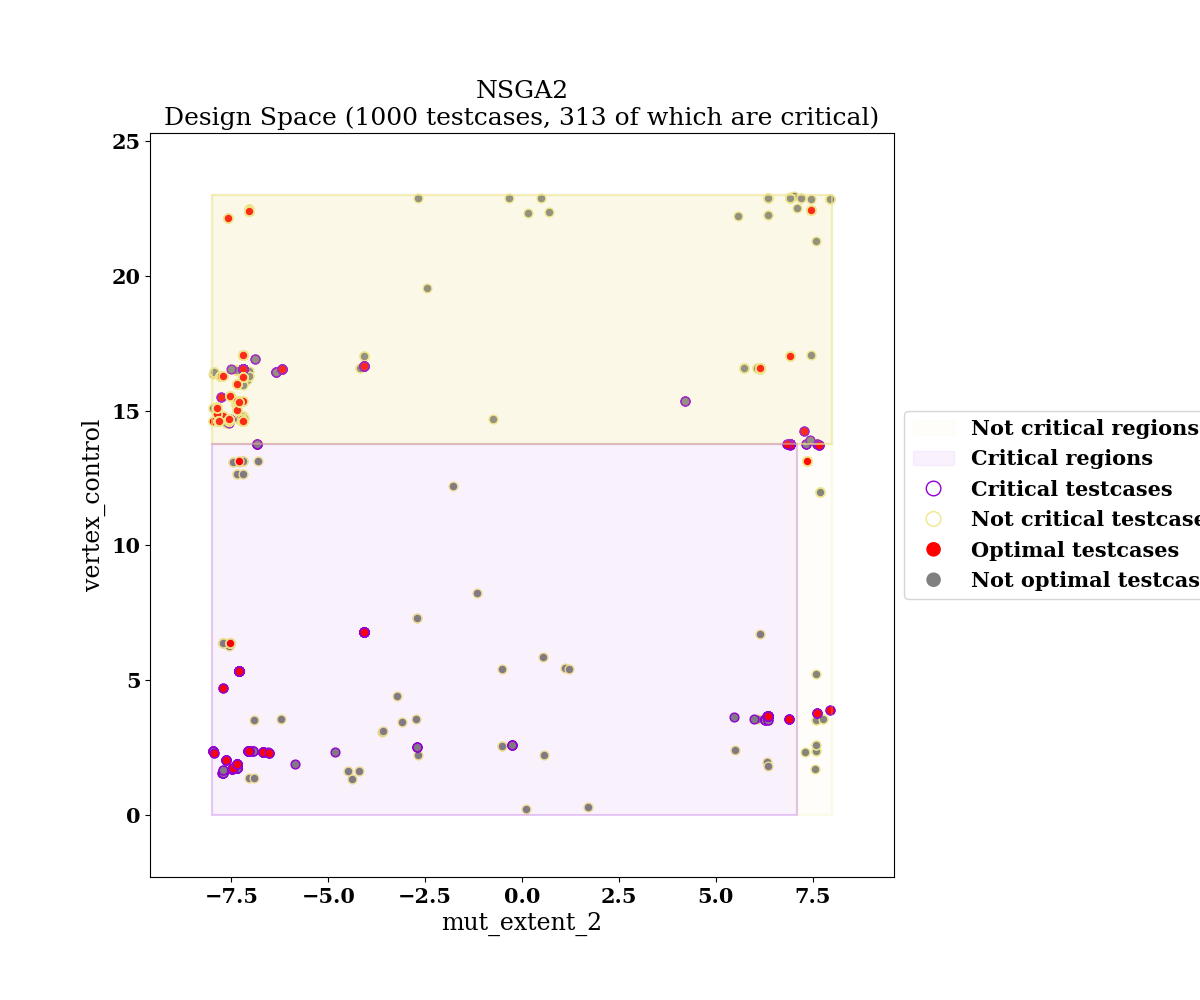 NSGA2
Design Space (1000 testcases, 313 of which are critical)
25
20
15
10
5
0
vertex_control
−7.5 −5.0 −2.5 0.0 2.5 5.0 7.5
mut_extent_2
Not critical regions
Critical regions
Critical testcases
Not critical testcase
Optimal testcases
Not optimal testcas